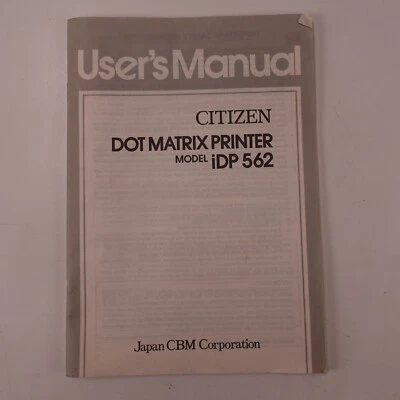 User's Manual
CITIZEN
DOT MATRIX PRINTER
MODEL iDP 562
Japan CBM Corporation